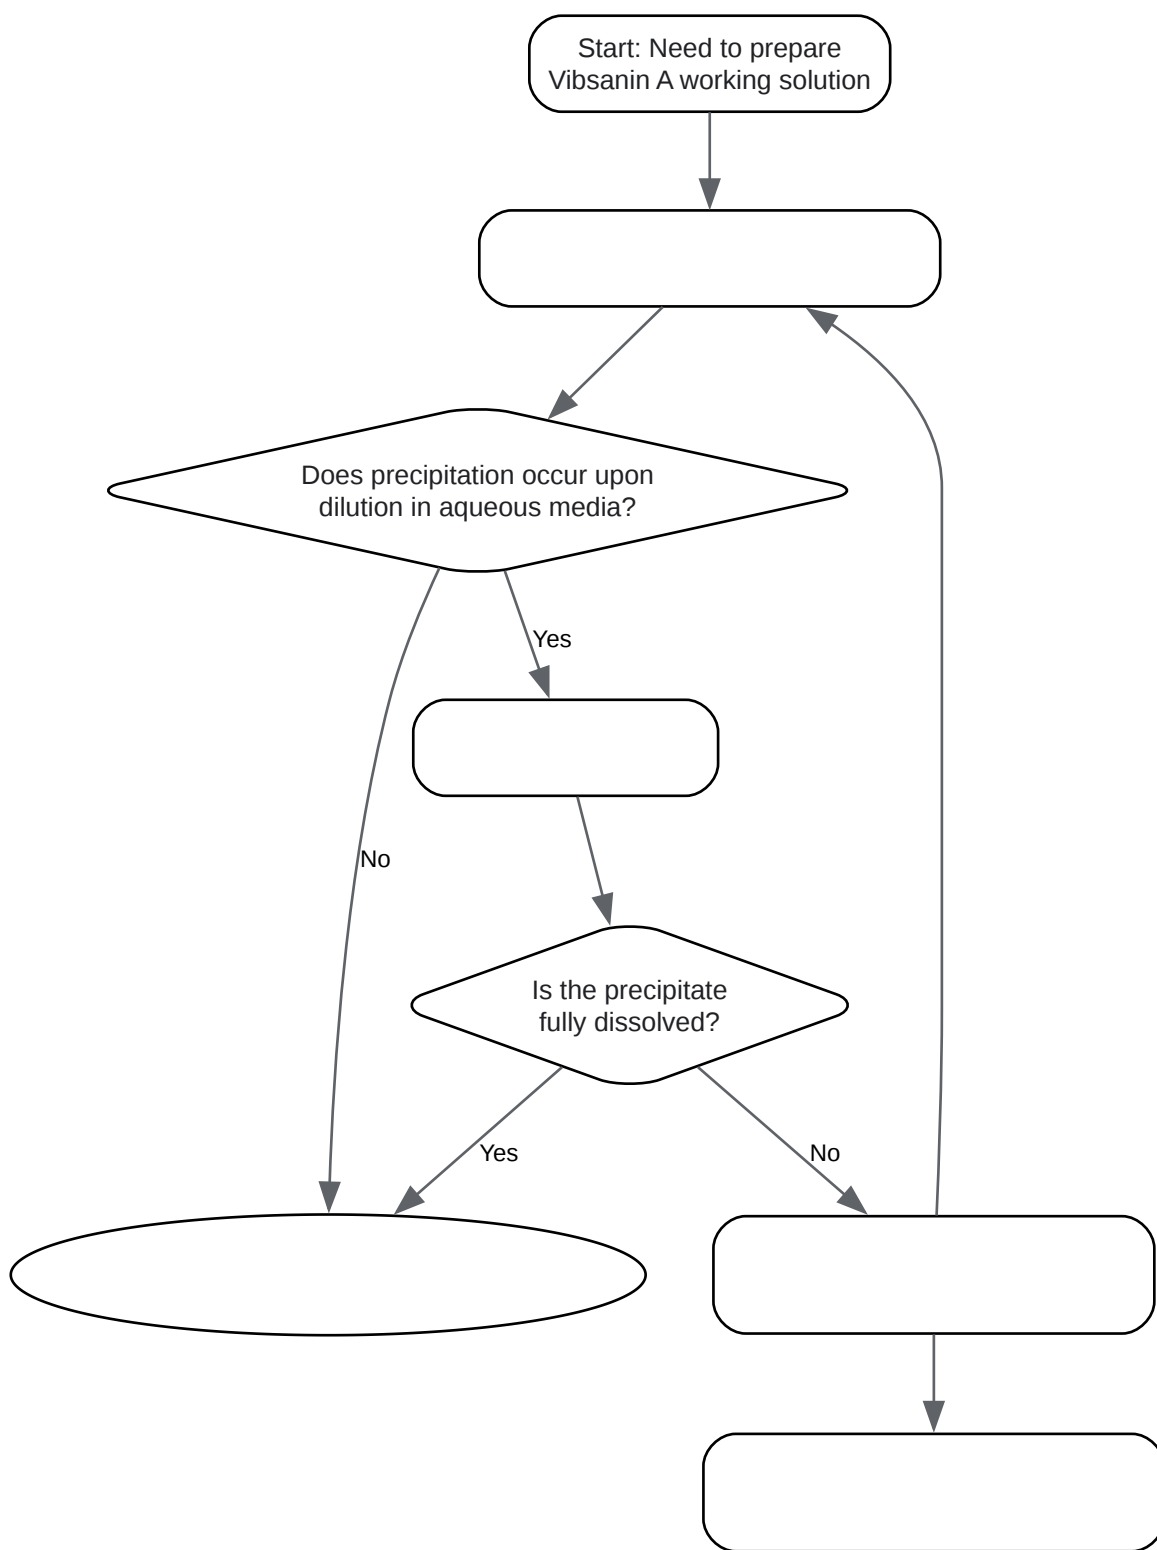 Start: Need to prepare
Vibsanin A working solution
Does precipitation occur upon
dilution in aqueous media?
Yes
No
Is the precipitate
fully dissolved?
Yes
No